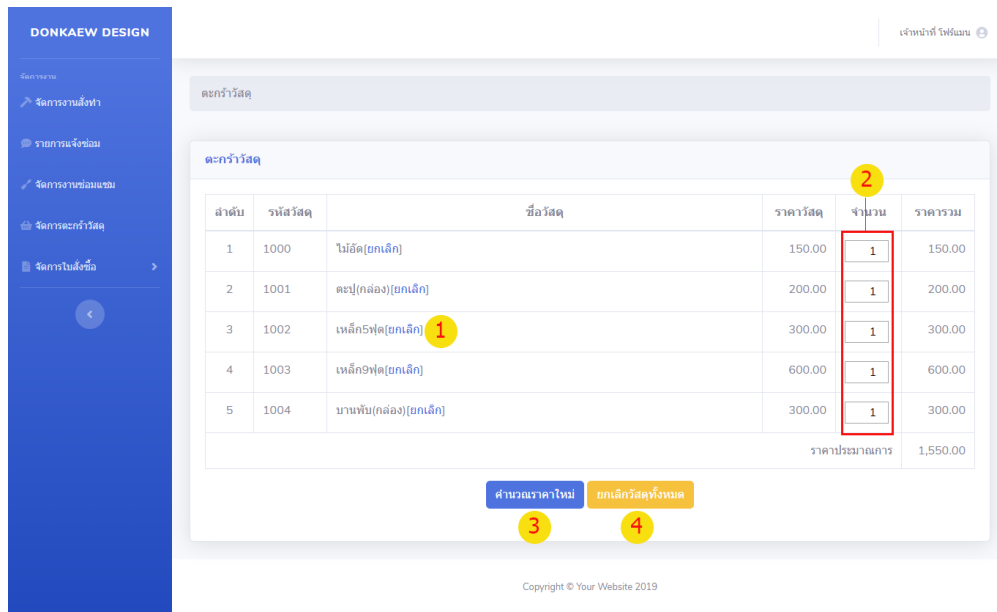 DONKAEW DESIGN
เจ้าหน้าที่ โฟร์แมน
จัดการงาน
จัดการงานสั่งทำ
รายการแจ้งซ่อม
จัดการงานซ่อมแซม
จัดการตะกร้าวัสดุ
จัดการใบสั่งซื้อ
ตะกร้าวัสดุ
ตะกร้าวัสดุ
2
ลำดับ รหัสวัสดุ ชื่อวัสดุ ราคาวัสดุ จำนวน ราคารวม
1 1000 ไม้อัด[ยกเลิก] 150.00 1 150.00
2 1001 ตะปู(กล่อง)[ยกเลิก] 200.00 1 200.00
3 1002 เหล็ก5ฟุต[ยกเลิก] 1 300.00 1 300.00
4 1003 เหล็ก9ฟุต[ยกเลิก] 600.00 1 600.00
5 1004 บานพับ(กล่อง)[ยกเลิก] 300.00 1 300.00
ราคาประมาณการ 1,550.00
คำนวณราคาใหม่ ยกเลิกวัสดุทั้งหมด
3 4
Copyright © Your Website 2019